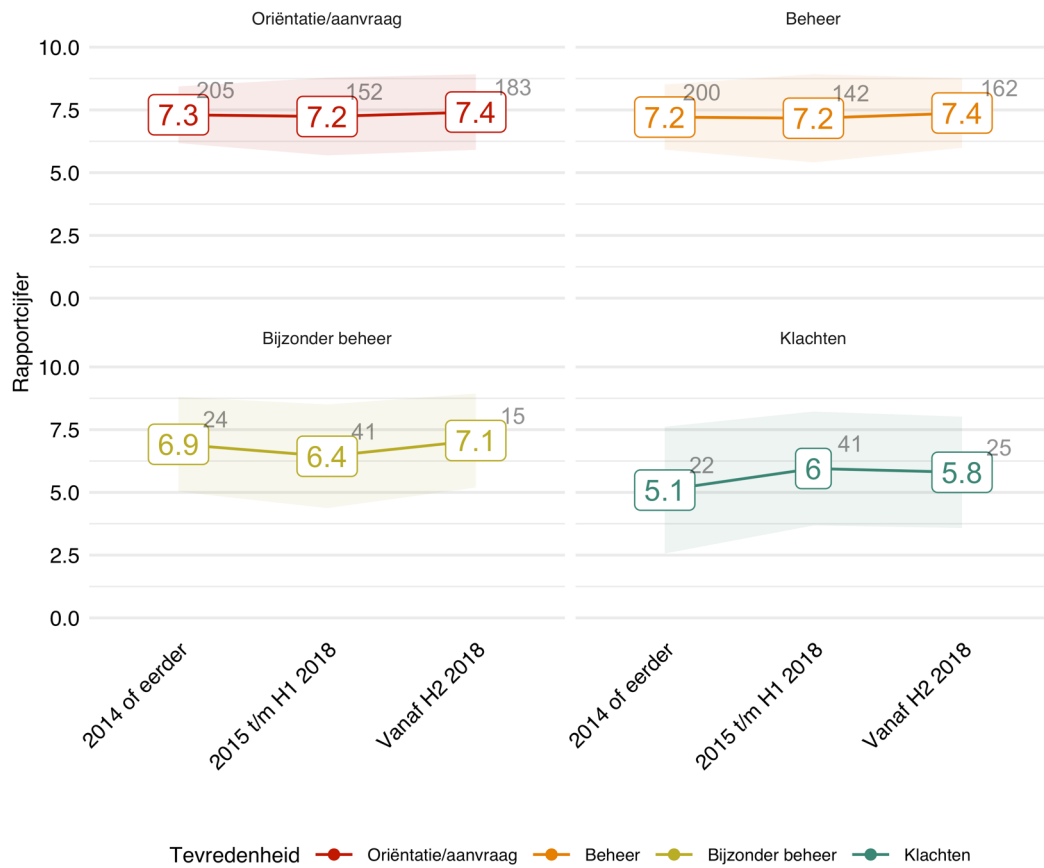 Oriëntatie/aanvraag
Beheer
10.0
7.5
5.0
2.5
0.0
7.3 205 7.2 152 7.4 183
7.2 200 7.2 142 7.4 162
Rapportcijfer
Bijzonder beheer
Klachten
10.0
7.5
5.0
2.5
0.0
6.9 24 6.4 41 7.1 15
5.1 22 6 41 5.8 25
2014 of eerder
2015 t/m H1 2018
Vanaf H2 2018
2014 of eerder
2015 t/m H1 2018
Vanaf H2 2018
Tevredenheid Oriëntatie/aanvraag Beheer Bijzonder beheer Klachten